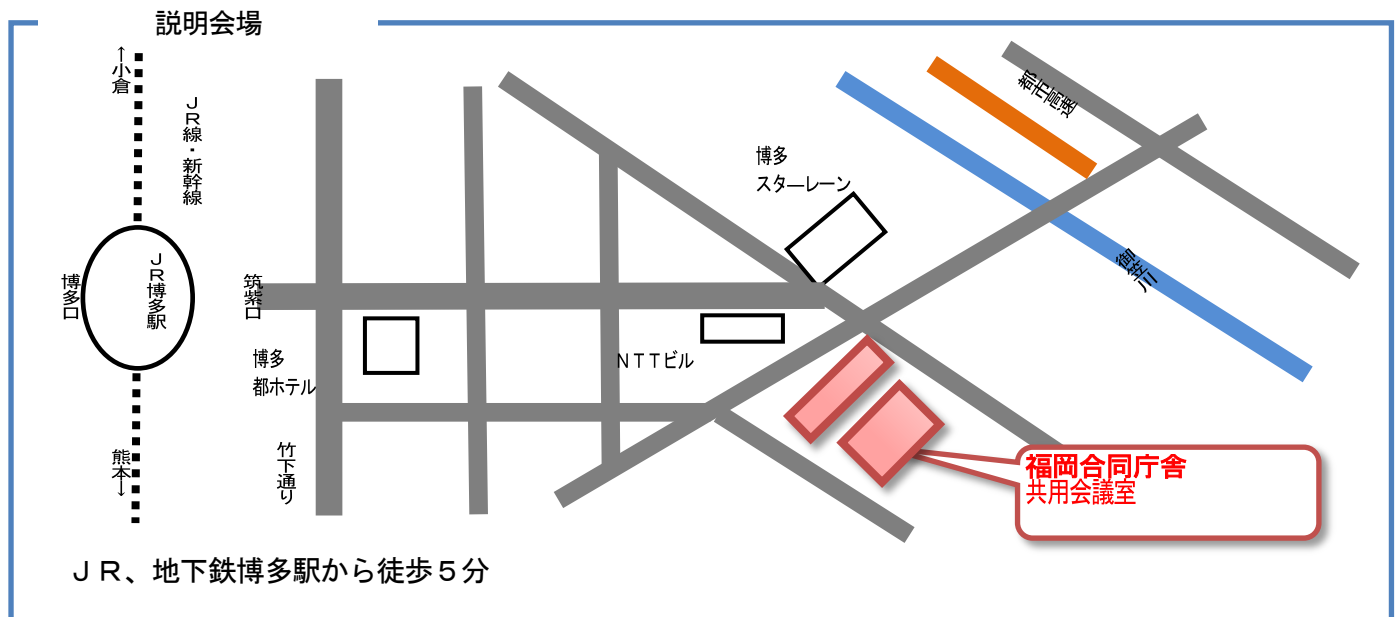 説明会場
↑小倉
ＪＲ線・新幹線
都市高速
博多
スターレーン
博多口
ＪＲ博多駅
筑紫口
御笠川
博多
都ホテル
ＮＴＴビル
熊本↓
竹下通り
福岡合同庁舎
共用会議室
ＪＲ、地下鉄博多駅から徒歩５分